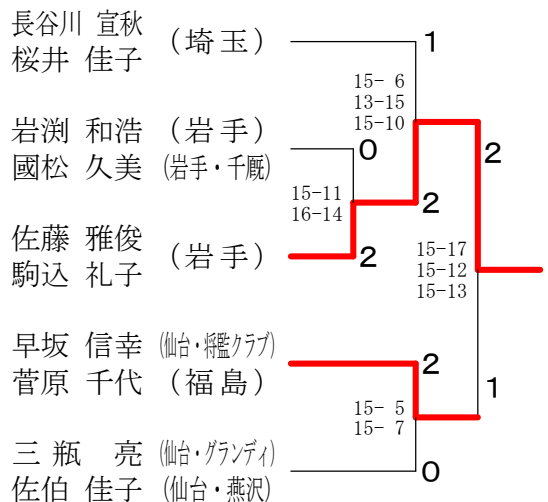 長谷川 宣秋 (埼玉)
桜井 佳子
1
15- 6
13-15
15-10
岩渕 和浩 (岩手)
國松 久美 (岩手・千厩)
0
2
15-11
16-14
2
佐藤 雅俊 (岩手)
駒込 礼子
2
15-17
15-12
15-13
早坂 信幸 (仙台・将監クラブ)
菅原 千代 (福島)
2
1
15- 5
15- 7
三瓶 亮 (仙台・グランディ)
佐伯 佳子 (仙台・燕沢)
0